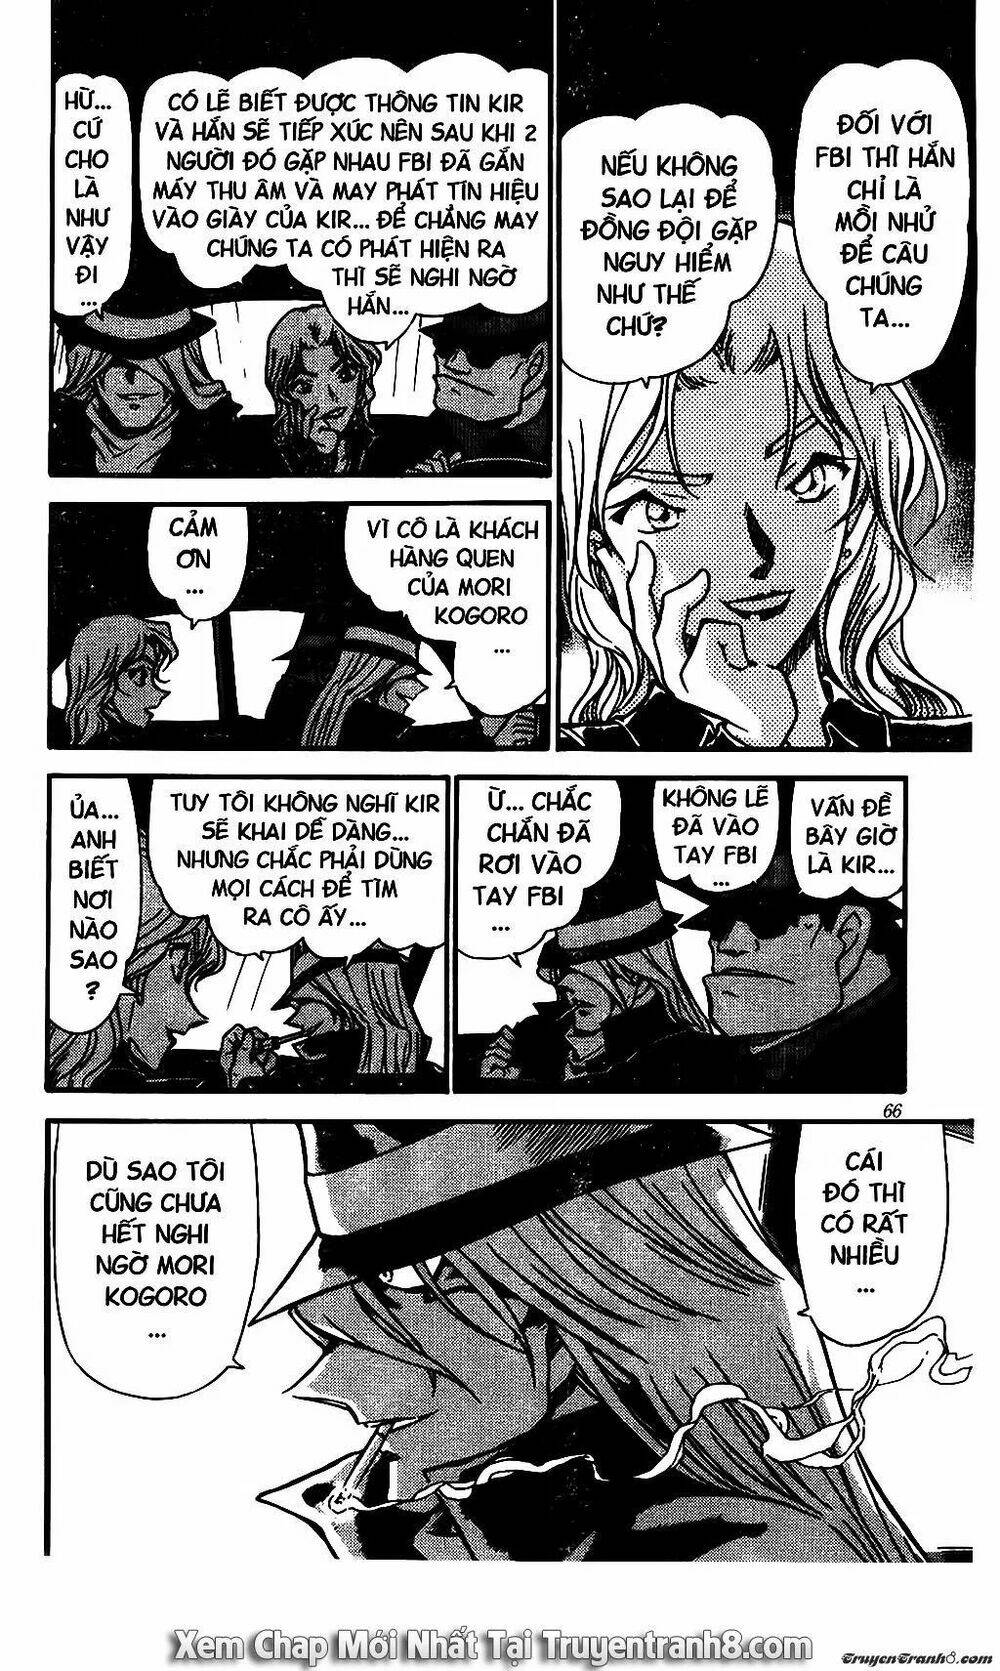 ĐỐI VỚI
FBI THÌ HẮN
CHỈ LÀ
MỒI NHỬ
ĐỂ CÂU
CHÚNG
TA...
NẾU KHÔNG
SAO LẠI ĐỂ
ĐỒNG ĐỘI GẶP
NGUY HIỂM
NHƯ THẾ
CHỨ?
CÓ LẼ BIẾT ĐƯỢC THÔNG TIN KIR
VÀ HẮN SẼ TIẾP XÚC NÊN SAU KHI 2
NGƯỜI ĐÓ GẶP NHAU FBI ĐÃ GẮN
MÁY THU ÂM VÀ MAY PHÁT TÍN HIỆU
VÀO GIÀY CỦA KIR... ĐỂ CHẲNG MAY
CHÚNG TA CÓ PHÁT HIỆN RA
THÌ SẼ NGHI NGỜ
HẮN...
HỪ...
CỨ
CHO
LÀ
NHƯ
VẬY
ĐI
...
VÌ CÔ LÀ KHÁCH
HÀNG QUEN
CỦA MORI
KOGORO
...
CẢM
ƠN
...
VẤN ĐỀ
BÂY GIỜ
LÀ KIR...
KHÔNG LẼ
ĐÃ VÀO
TAY FBI
...
Ừ... CHẮC
CHẮN ĐÃ
RƠI VÀO
TAY FBI
...
TUY TÔI KHÔNG NGHĨ KIR
SẼ KHAI DỄ DÀNG...
NHƯNG CHẮC PHẢI DÙNG
MỌI CÁCH ĐỂ TÌM
RA CÔ ẤY...
ỦA...
ANH
BIẾT
NƠI
NÀO
SAO
?
66
CÁI
ĐÓ THÌ
CÓ RẤT
NHIỀU
...
DÙ SAO TÔI
CŨNG CHƯA
HẾT NGHI
NGỜ MORI
KOGORO
...
Xem Chap Mới Nhất Tại Truyentranh8.com
TruyenTranh8.com